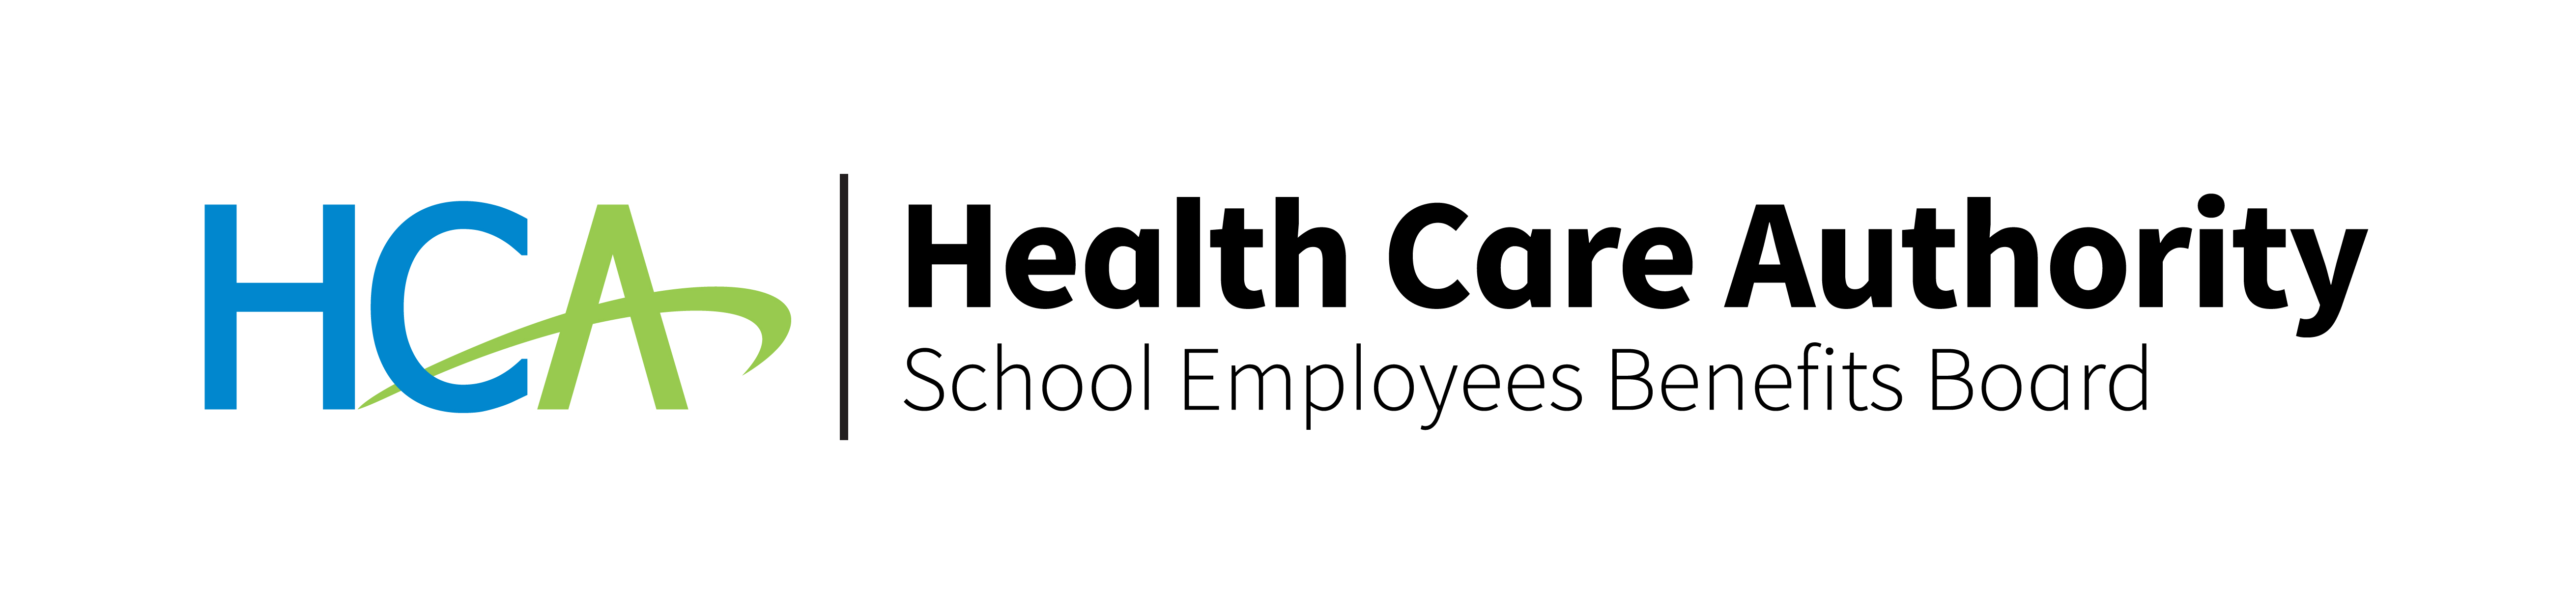 HCA
Health Care Authority
School Employees Benefits Board